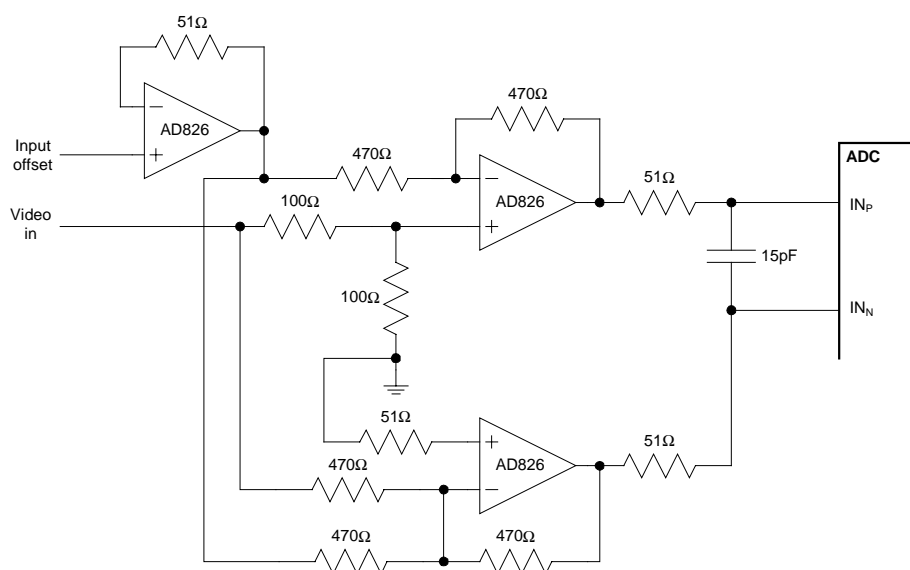 51Ω
AD826
Input
offset
470Ω
470Ω
AD826
51Ω
ADC
INP
Video
in
100Ω
100Ω
15pF
INN
51Ω
AD826
51Ω
470Ω
470Ω
470Ω